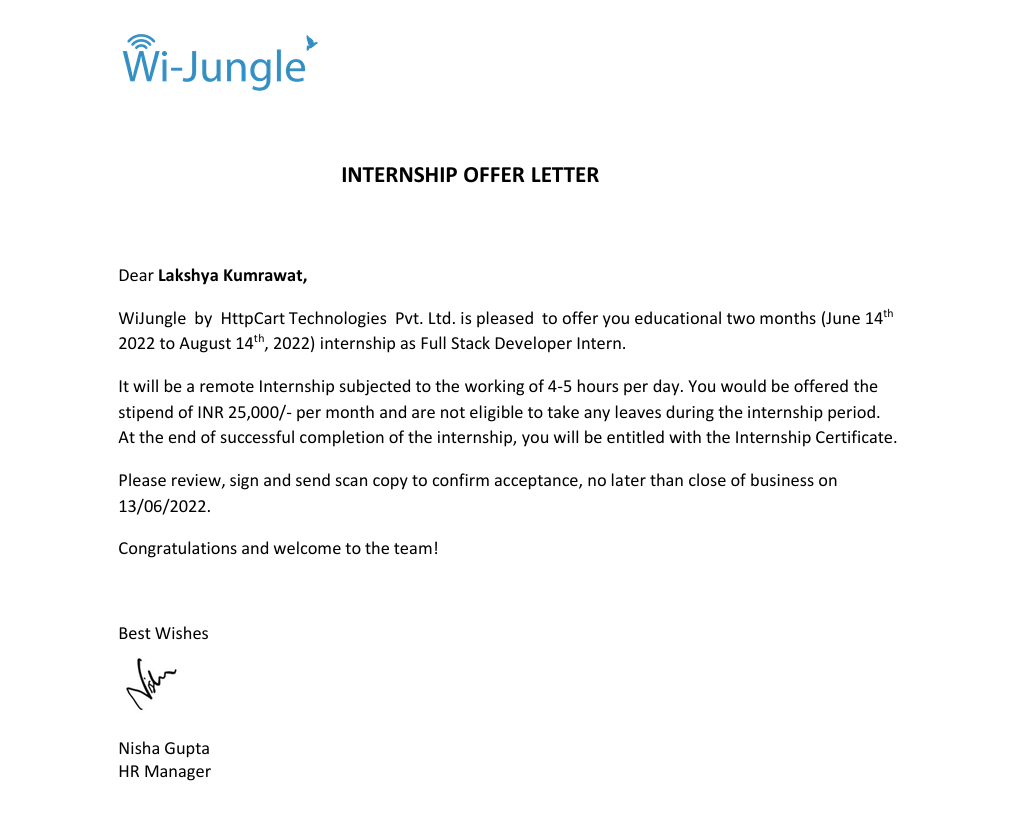 Wi-Jungle
INTERNSHIP OFFER LETTER
Dear Lakshya Kumrawat,
WiJungle by HttpCart Technologies Pvt. Ltd. is pleased to offer you educational two months (June 14th
2022 to August 14th, 2022) internship as Full Stack Developer Intern.
It will be a remote Internship subjected to the working of 4-5 hours per day. You would be offered the
stipend of INR 25,000/- per month and are not eligible to take any leaves during the internship period.
At the end of successful completion of the internship, you will be entitled with the Internship Certificate.
Please review, sign and send scan copy to confirm acceptance, no later than close of business on
13/06/2022.
Congratulations and welcome to the team!
Best Wishes
Nisha Gupta
HR Manager